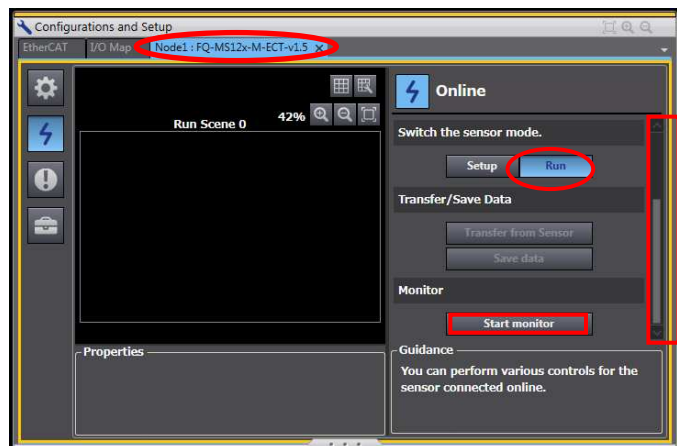 Configurations and Setup
EtherCAT I/O Map Node1 : FQ-MS12x-M-ECT-v1.5 x
Online
42%
Run Scene 0
Switch the sensor mode.
Setup Run
Transfer/Save Data
Transfer from Sensor
Save data
Monitor
Start monitor
Properties
Guidance
You can perform various controls for the
sensor connected online.